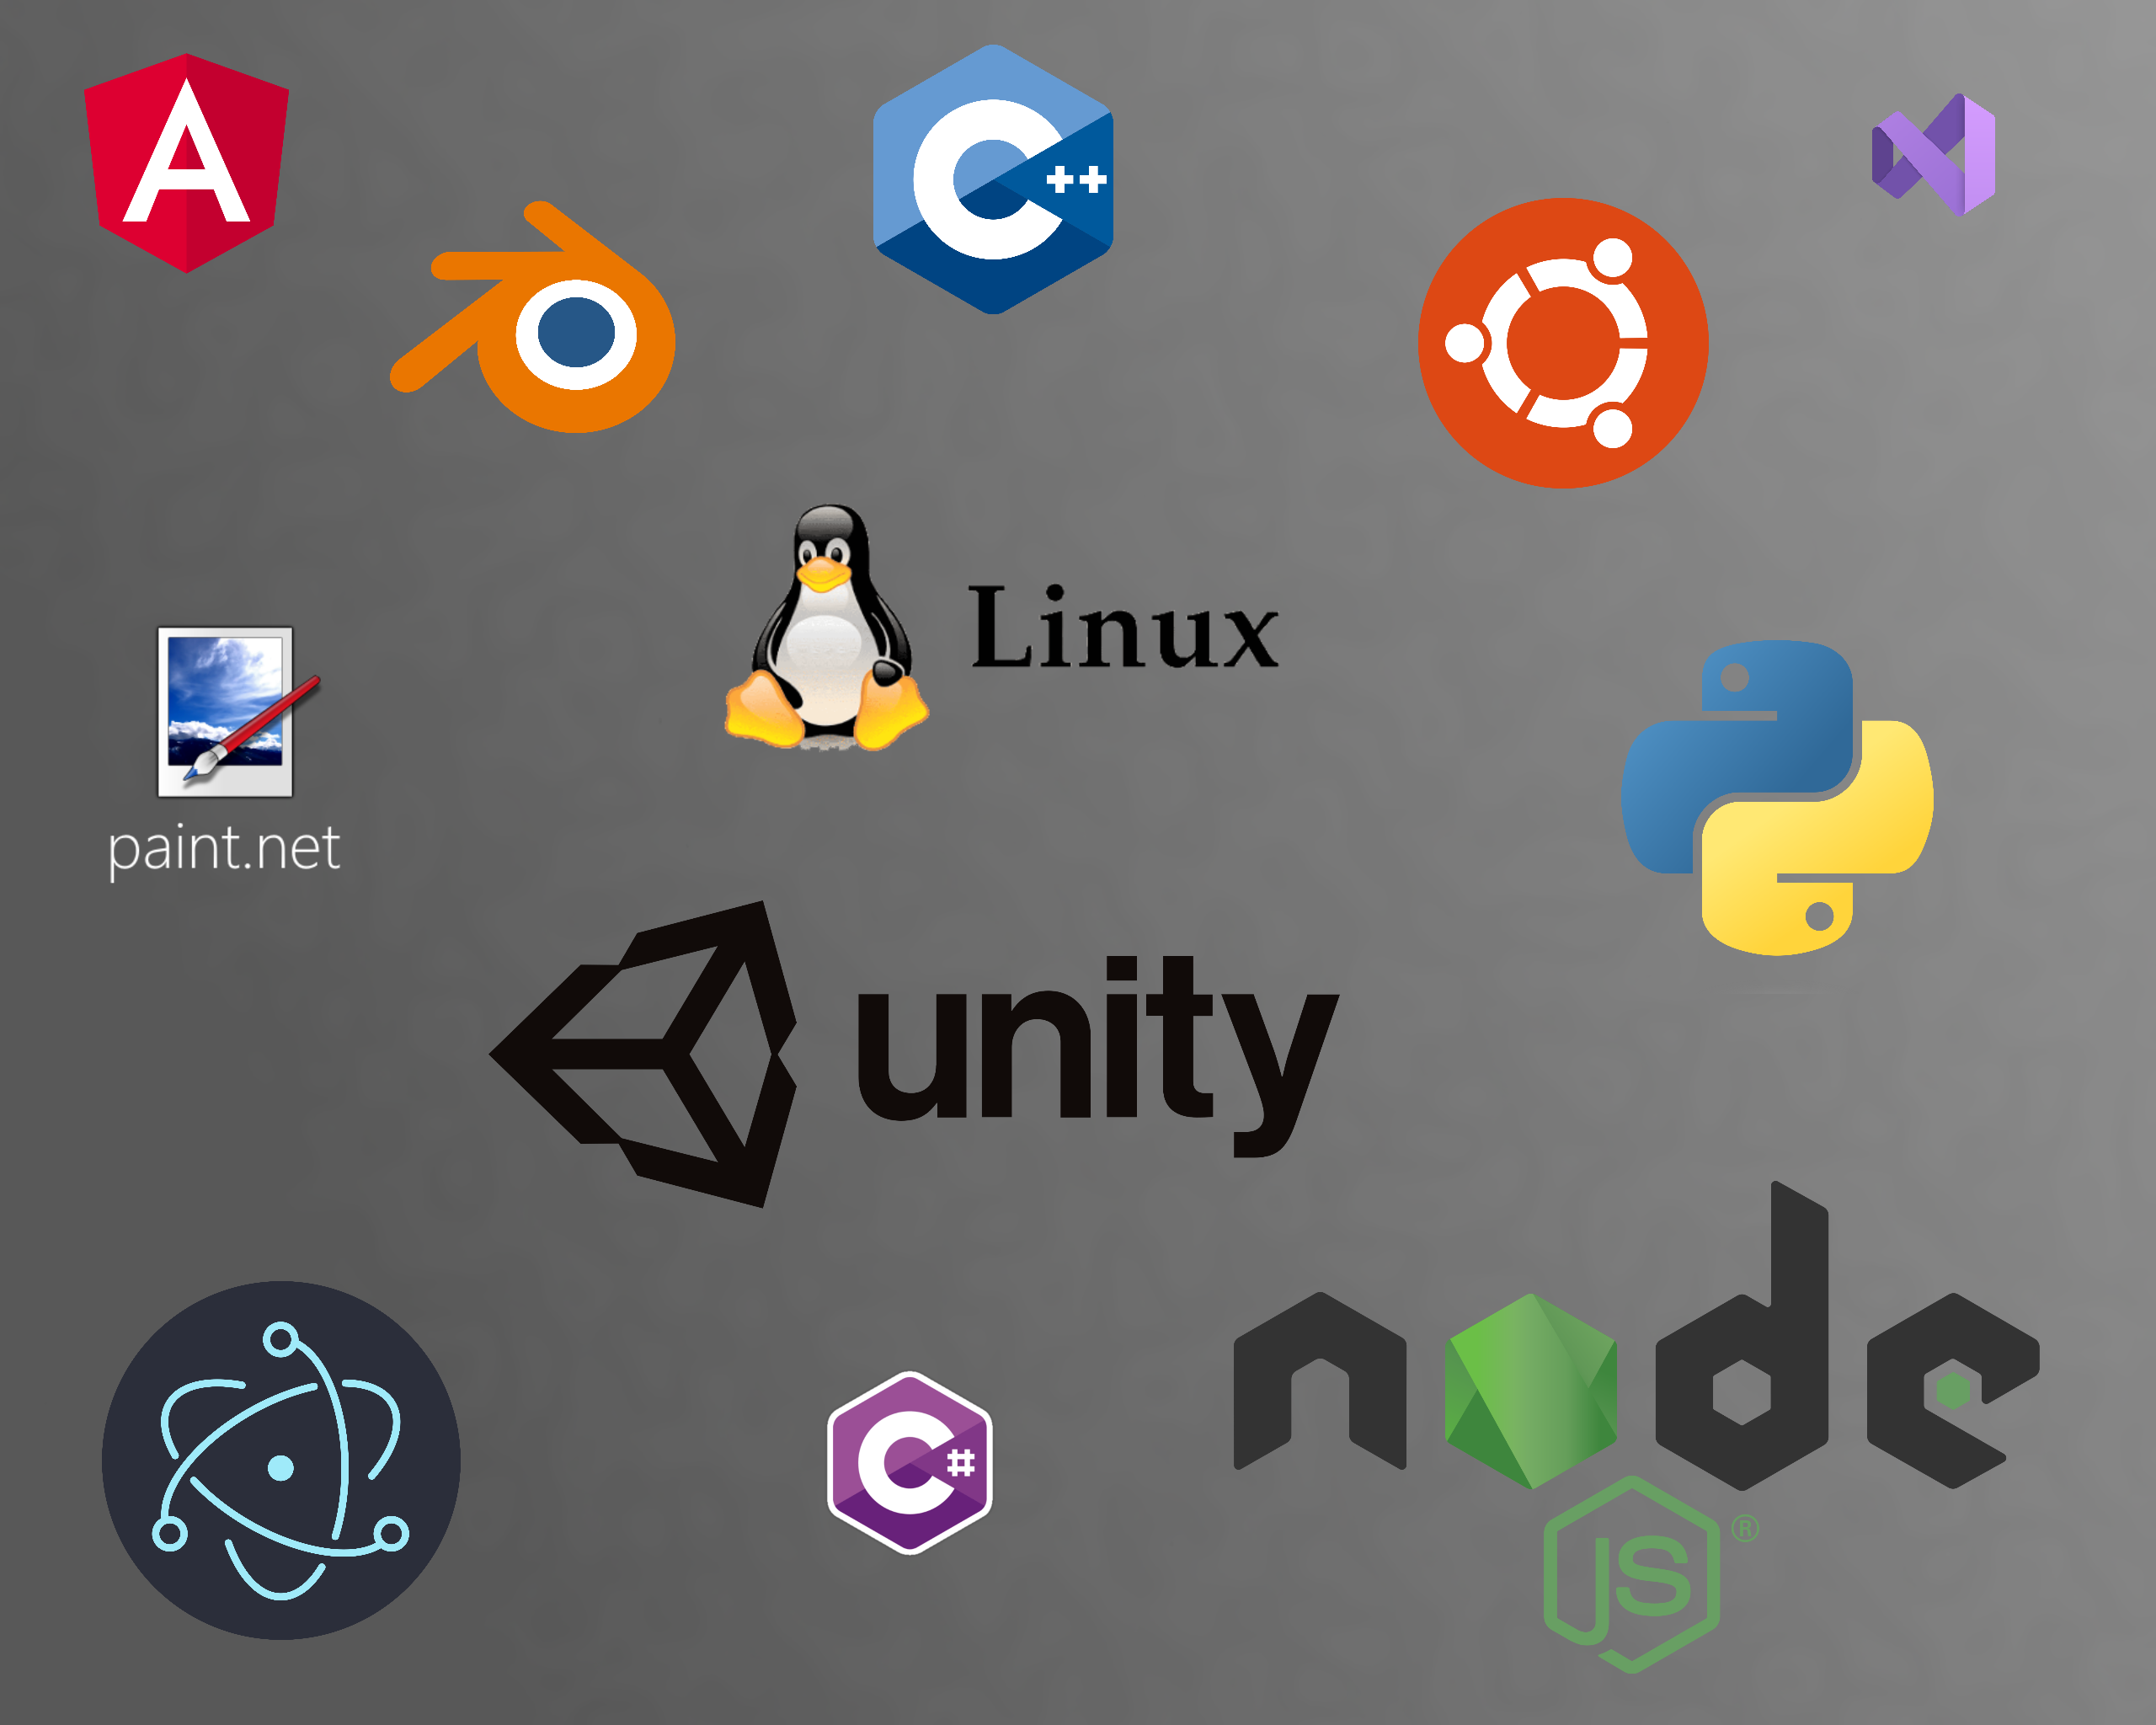 A
C++
Linux
paint.net
unity
node
JS®
C#